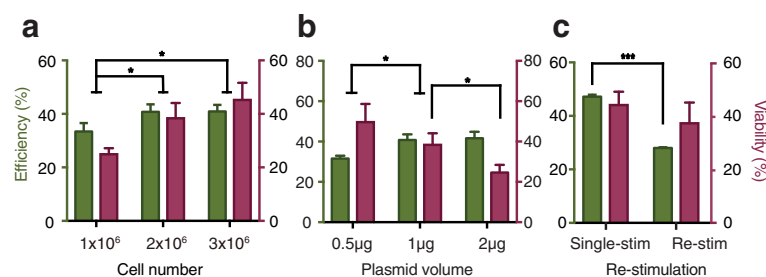 a b c
* * * * ***
Efficiency (%)
60 40 20 0
60 40 20 0
1x10⁶ 2x10⁶ 3x10⁶
Cell number
80 60 40 20 0
80 60 40 20 0
0.5µg 1µg 2µg
Plasmid volume
60 40 20 0
60 40 20 0
Viability (%)
Single-stim Re-stim
Re-stimulation